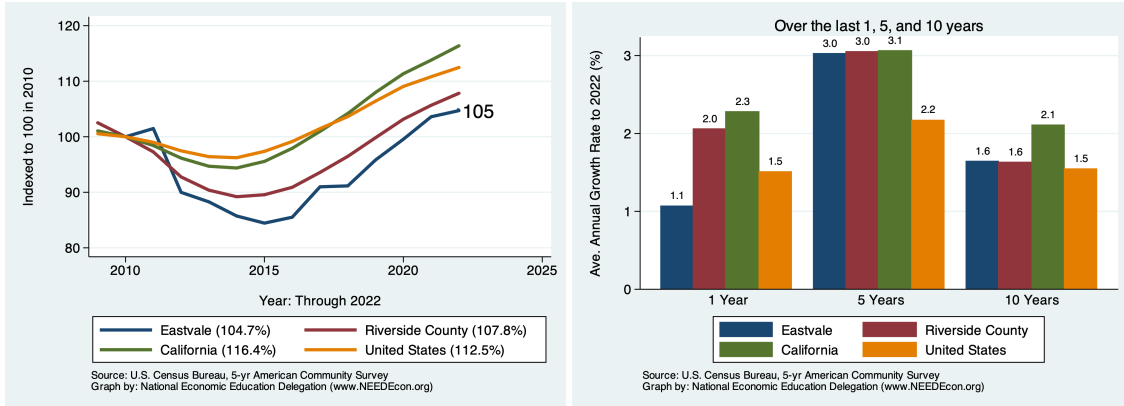 120
110
100
90
80
Indexed to 100 in 2010
105
2010
2015
2020
2025
Year: Through 2022
Eastvale (104.7%)
Riverside County (107.8%)
California (116.4%)
United States (112.5%)
Source: U.S. Census Bureau, 5-yr American Community Survey
Graph by: National Economic Education Delegation (www.NEEDEcon.org)
Over the last 1, 5, and 10 years
Ave. Annual Growth Rate to 2022 (%)
3
2
1
0
1.1
2.0
2.3
1.5
3.0
3.0
3.1
2.2
1.6
1.6
2.1
1.5
1 Year
5 Years
10 Years
Eastvale
Riverside County
California
United States
Source: U.S. Census Bureau, 5-yr American Community Survey
Graph by: National Economic Education Delegation (www.NEEDEcon.org)